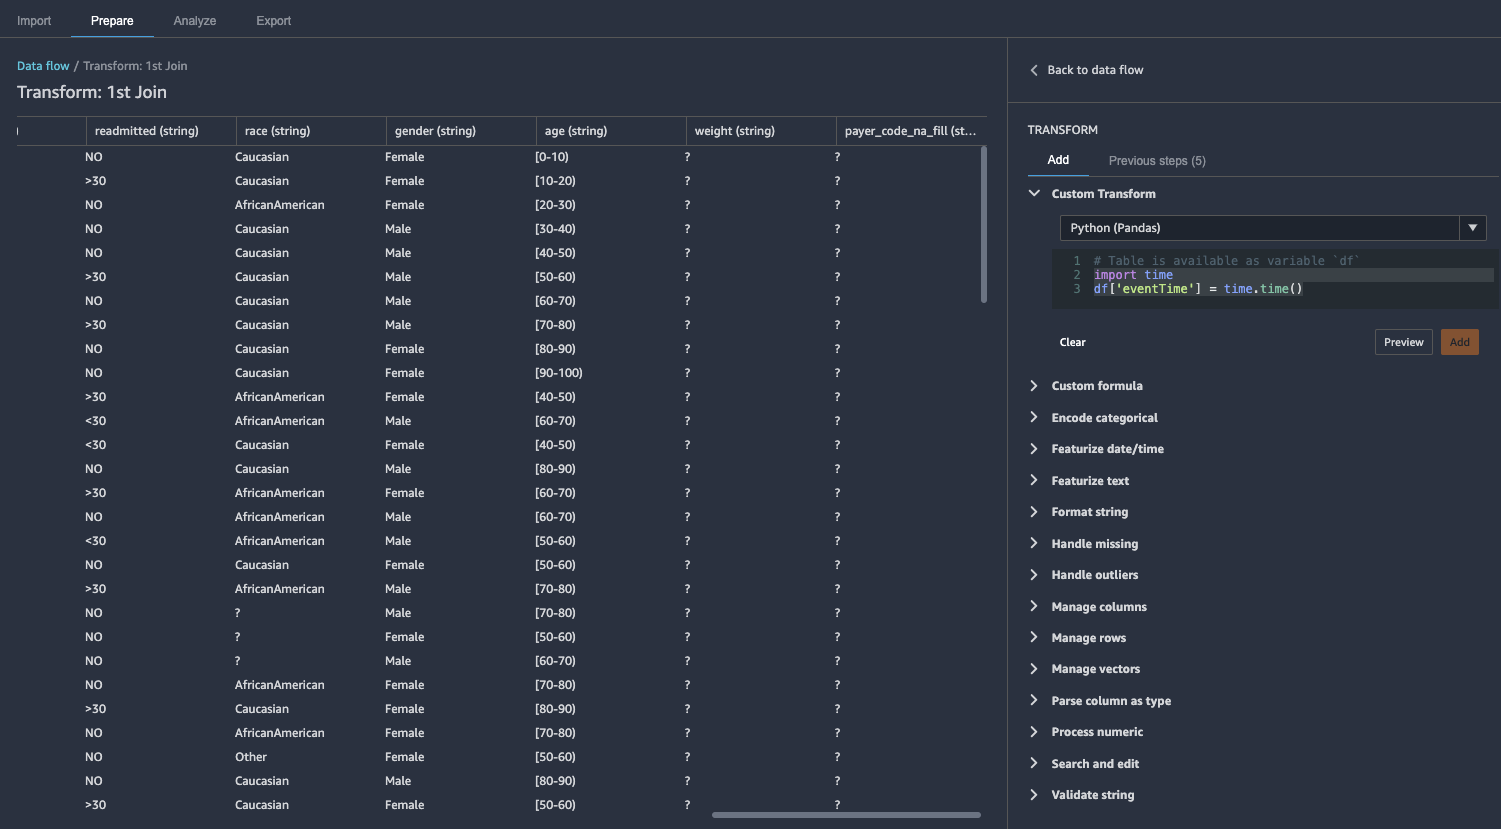 Import Prepare Analyze Export
Data flow / Transform: 1st Join
Transform: 1st Join
) readmitted (string) race (string) gender (string) age (string) weight (string) payer_code_na_fill (st...
NO Caucasian Female [0-10) ? ?
>30 Caucasian Female [10-20) ? ?
NO AfricanAmerican Female [20-30) ? ?
NO Caucasian Male [30-40) ? ?
NO Caucasian Male [40-50) ? ?
>30 Caucasian Male [50-60) ? ?
NO Caucasian Male [60-70) ? ?
>30 Caucasian Male [70-80) ? ?
NO Caucasian Female [80-90) ? ?
NO Caucasian Female [90-100) ? ?
>30 AfricanAmerican Female [40-50) ? ?
<30 AfricanAmerican Male [60-70) ? ?
<30 Caucasian Female [40-50) ? ?
NO Caucasian Male [80-90) ? ?
>30 AfricanAmerican Female [60-70) ? ?
NO AfricanAmerican Male [60-70) ? ?
<30 AfricanAmerican Male [50-60) ? ?
NO Caucasian Female [50-60) ? ?
>30 AfricanAmerican Male [70-80) ? ?
NO ? Male [70-80) ? ?
NO ? Female [50-60) ? ?
NO ? Male [60-70) ? ?
NO AfricanAmerican Female [70-80) ? ?
>30 Caucasian Female [80-90) ? ?
NO AfricanAmerican Female [70-80) ? ?
NO Other Female [50-60) ? ?
NO Caucasian Male [80-90) ? ?
>30 Caucasian Female [50-60) ? ?
Back to data flow
TRANSFORM
Add Previous steps (5)
Custom Transform
Python (Pandas)
1 # Table is available as variable `df`
2 import time
3 df['eventTime'] = time.time()
Clear Preview Add
Custom formula
Encode categorical
Featurize date/time
Featurize text
Format string
Handle missing
Handle outliers
Manage columns
Manage rows
Manage vectors
Parse column as type
Process numeric
Search and edit
Validate string